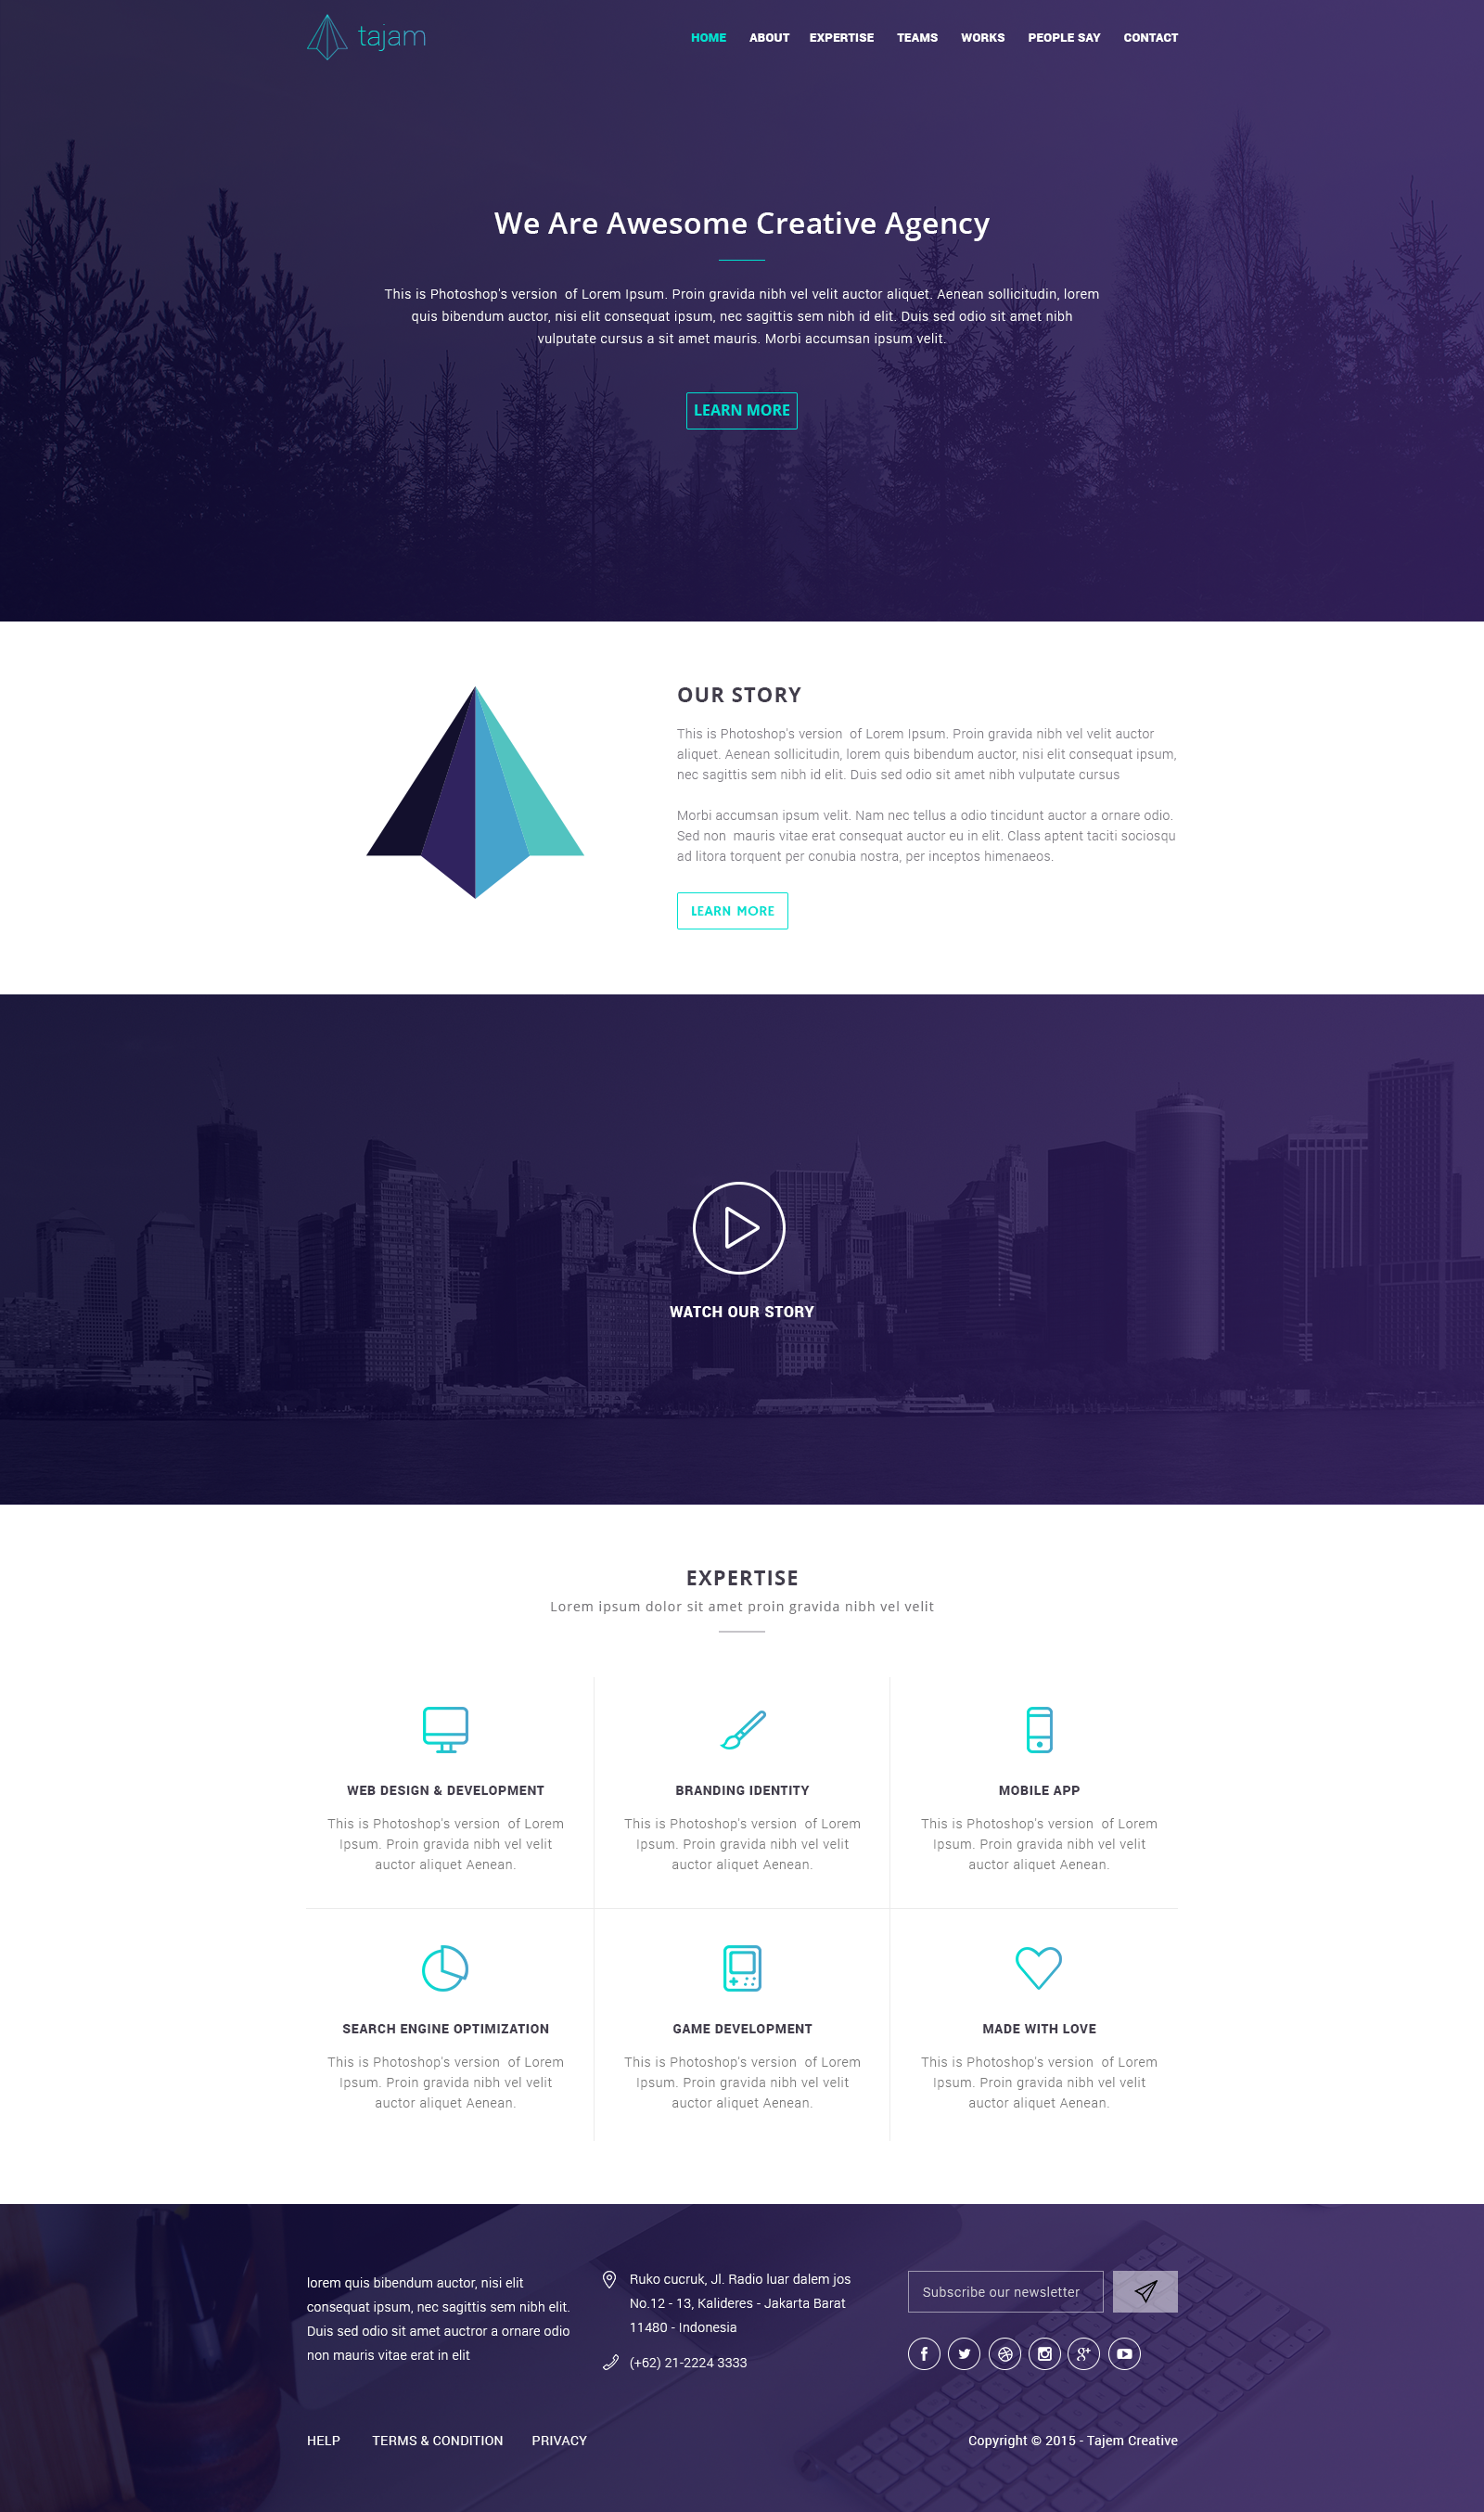 tajam
HOME ABOUT EXPERTISE TEAMS WORKS PEOPLE SAY CONTACT
We Are Awesome Creative Agency
This is Photoshop's version of Lorem Ipsum. Proin gravida nibh vel velit auctor aliquet. Aenean sollicitudin, lorem
quis bibendum auctor, nisi elit consequat ipsum, nec sagittis sem nibh id elit. Duis sed odio sit amet nibh
vulputate cursus a sit amet mauris. Morbi accumsan ipsum velit.
LEARN MORE
OUR STORY
This is Photoshop's version of Lorem Ipsum. Proin gravida nibh vel velit auctor
aliquet. Aenean sollicitudin, lorem quis bibendum auctor, nisi elit consequat ipsum,
nec sagittis sem nibh id elit. Duis sed odio sit amet nibh vulputate cursus
Morbi accumsan ipsum velit. Nam nec tellus a odio tincidunt auctor a ornare odio.
Sed non mauris vitae erat consequat auctor eu in elit. Class aptent taciti sociosqu
ad litora torquent per conubia nostra, per inceptos himenaeos.
LEARN MORE
WATCH OUR STORY
EXPERTISE
Lorem ipsum dolor sit amet proin gravida nibh vel velit
WEB DESIGN & DEVELOPMENT
This is Photoshop's version of Lorem
Ipsum. Proin gravida nibh vel velit
auctor aliquet Aenean.
BRANDING IDENTITY
This is Photoshop's version of Lorem
Ipsum. Proin gravida nibh vel velit
auctor aliquet Aenean.
MOBILE APP
This is Photoshop's version of Lorem
Ipsum. Proin gravida nibh vel velit
auctor aliquet Aenean.
SEARCH ENGINE OPTIMIZATION
This is Photoshop's version of Lorem
Ipsum. Proin gravida nibh vel velit
auctor aliquet Aenean.
GAME DEVELOPMENT
This is Photoshop's version of Lorem
Ipsum. Proin gravida nibh vel velit
auctor aliquet Aenean.
MADE WITH LOVE
This is Photoshop's version of Lorem
Ipsum. Proin gravida nibh vel velit
auctor aliquet Aenean.
lorem quis bibendum auctor, nisi elit
consequat ipsum, nec sagittis sem nibh elit.
Duis sed odio sit amet auctror a ornare odio
non mauris vitae erat in elit
Ruko cucruk, Jl. Radio luar dalem jos
No.12 - 13, Kalideres - Jakarta Barat
11480 - Indonesia
(+62) 21-2224 3333
Subscribe our newsletter
HELP TERMS & CONDITION PRIVACY
Copyright © 2015 - Tajem Creative